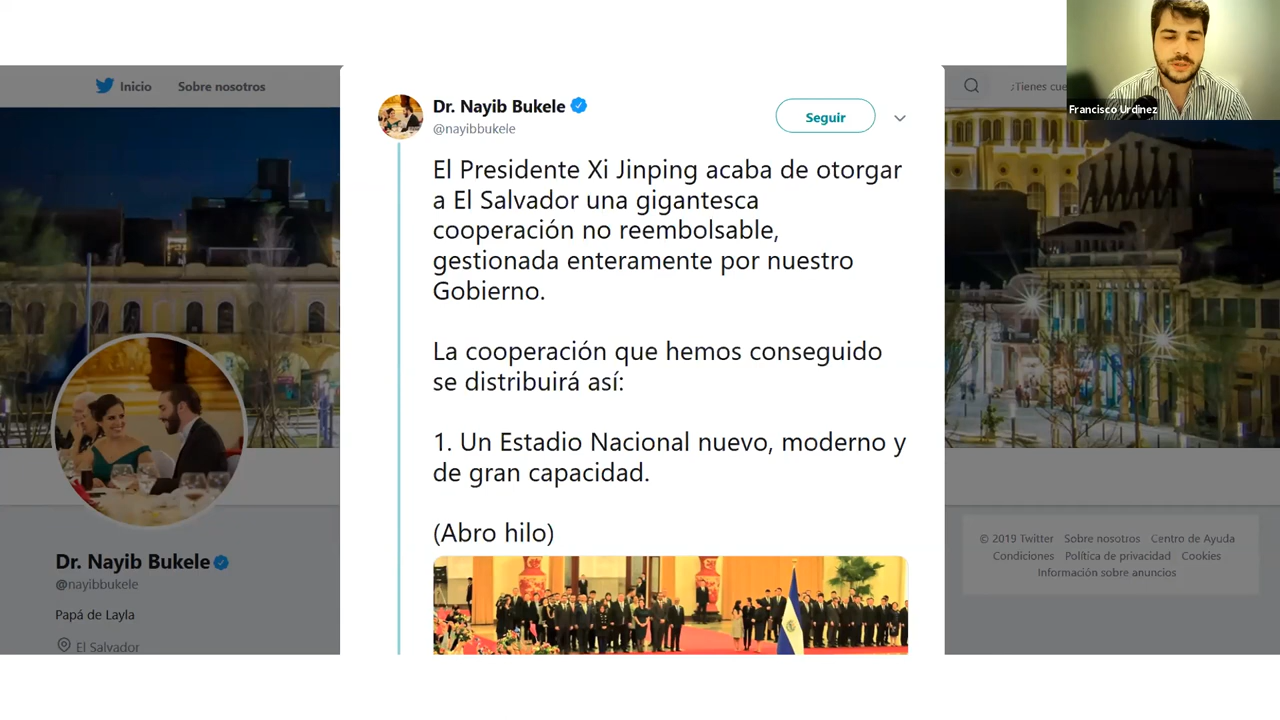 Inicio
Sobre nosotros
¿Tienes
Francisco Urdinez
Dr. Nayib Bukele
@nayibbukele
Seguir
El Presidente Xi Jinping acaba de otorgar
a El Salvador una gigantesca
cooperación no reembolsable,
gestionada enteramente por nuestro
Gobierno.
La cooperación que hemos conseguido
se distribuirá así:
1. Un Estadio Nacional nuevo, moderno y
de gran capacidad.
(Abro hilo)
Dr. Nayib Bukele
@nayibbukele
Papá de Layla
El Salvador
© 2019 Twitter Sobre nosotros Centro de Ayuda
Condiciones Política de privacidad Cookies
Información sobre anuncios